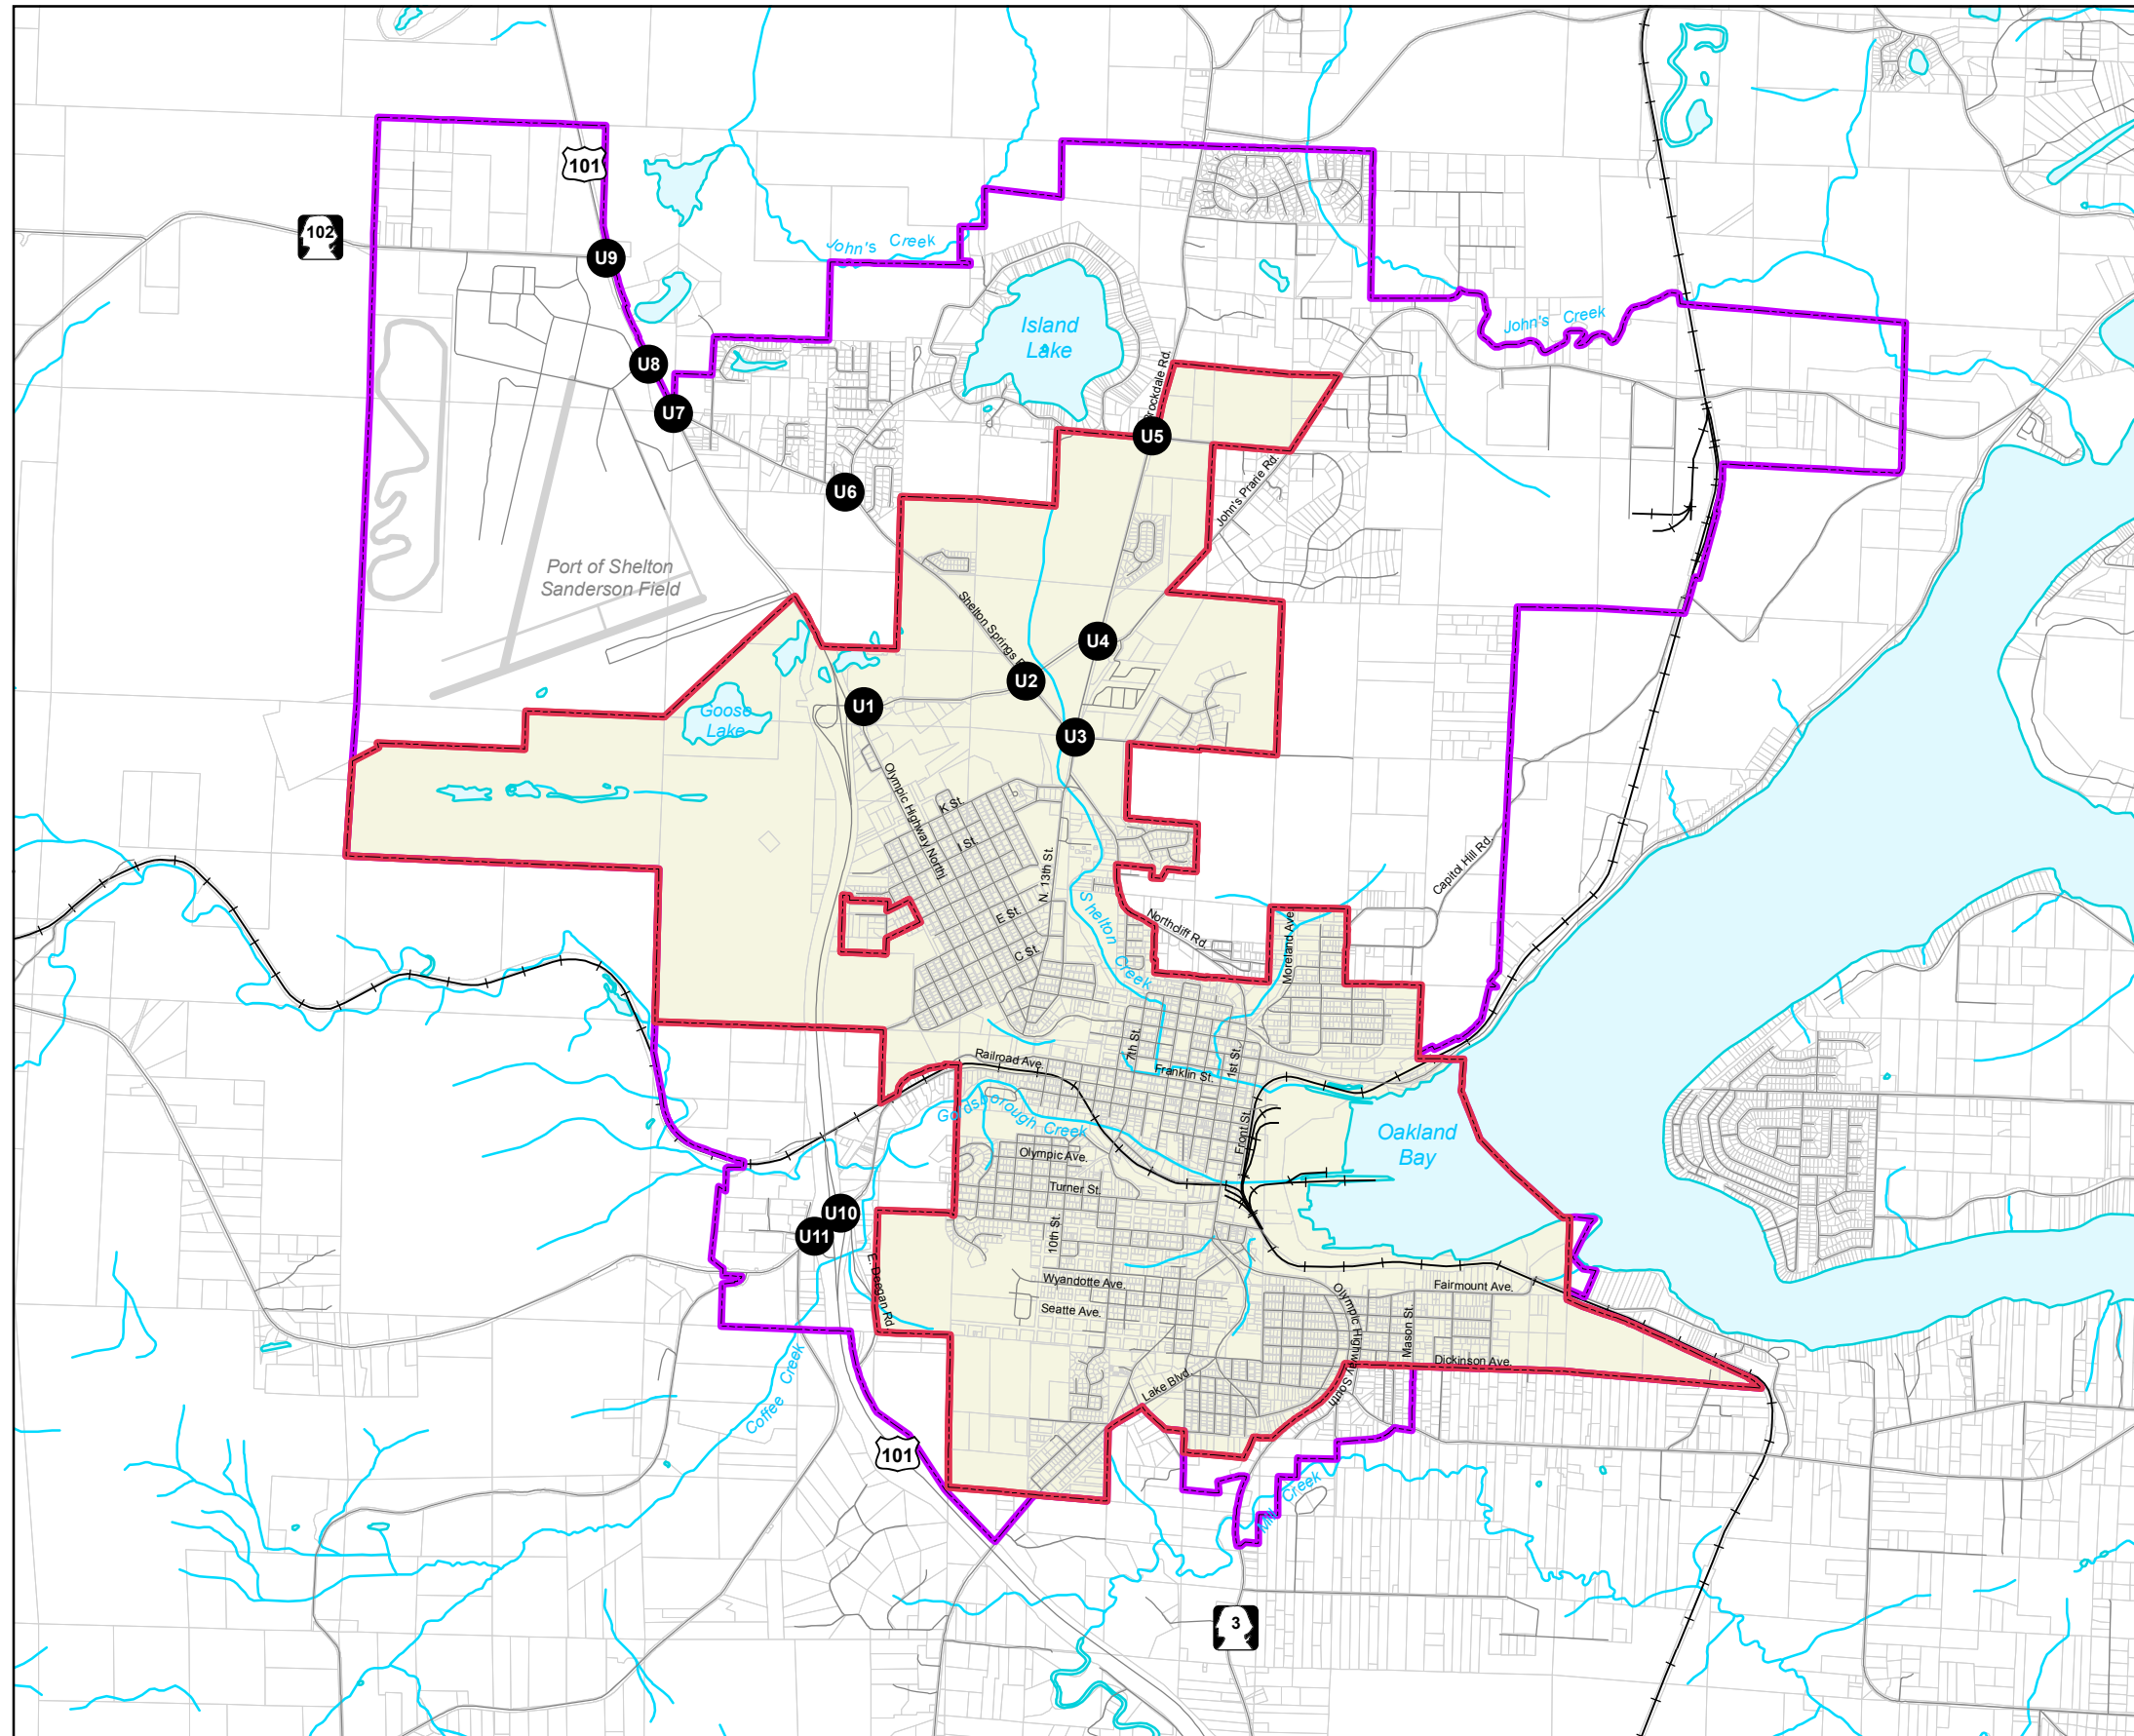 101
102
U9
John's Creek
Island
Lake
John's Creek
U8
Brockdale Rd.
U7
U5
U6
John's Prarie Rd.
Port of Shelton
Sanderson Field
Shelton Springs
U4
U2
U1
Goose
Lake
U3
Olympic Highway North
K St.
I St.
N. 13th St.
Capitol Hill Rd.
E St.
C St.
Shelton Creek
Northcliff Rd.
Moreland Ave
7th St.
1st St.
Railroad Ave.
Franklin St.
Goldsborough Creek
Front St.
Oakland
Bay
Olympic Ave.
Turner St.
U10
U11
10th St.
E. Deegan Rd
Wyandotte Ave.
Fairmount Ave.
Seatte Ave.
Olympic Highway South
Mason St.
Dickinson Ave.
Lake Blvd.
Coffee Creek
101
Mill Creek
3